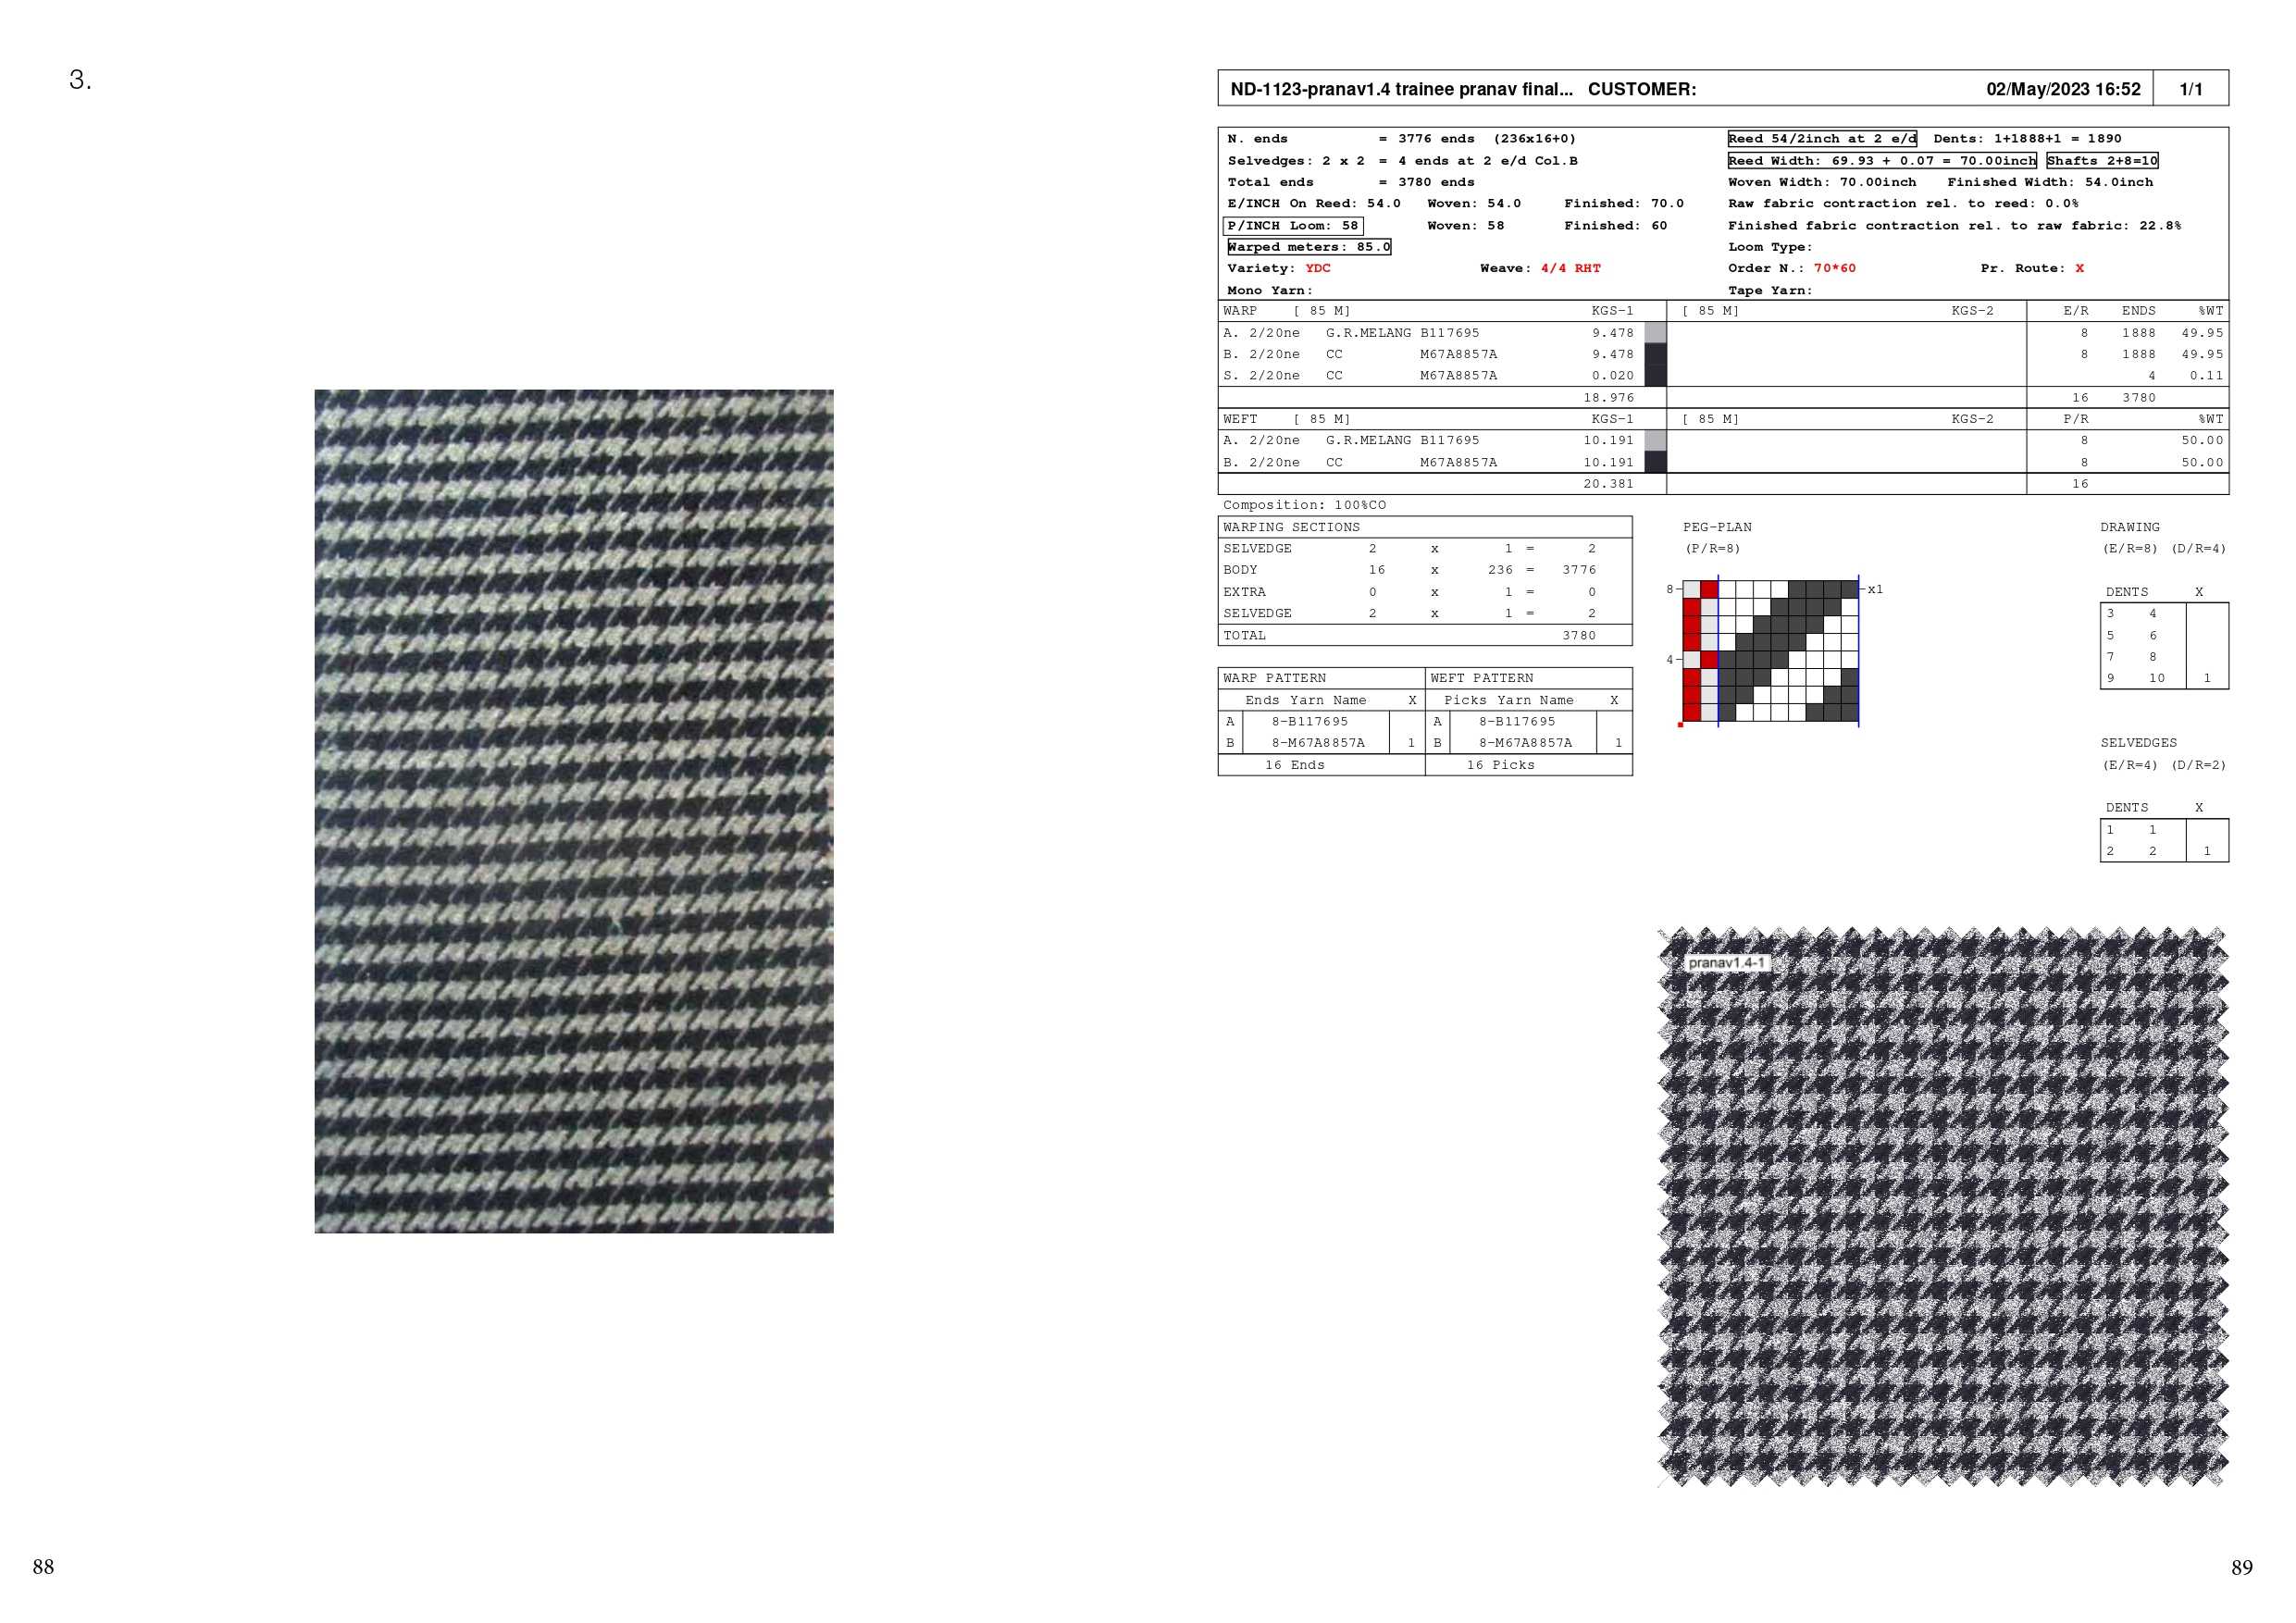 3.
ND-1123-pranav1.4 trainee pranav final... CUSTOMER: 02/May/2023 16:52 1/1
N. ends = 3776 ends (236x16+0) Reed 54/2inch at 2 e/d Dents: 1+1888+1 = 1890
Selvedges: 2 x 2 = 4 ends at 2 e/d Col.B Reed Width: 69.93 + 0.07 = 70.00inch Shafts 2+8=10
Total ends = 3780 ends Woven Width: 70.00inch Finished Width: 54.0inch
E/INCH On Reed: 54.0 Woven: 54.0 Finished: 70.0 Raw fabric contraction rel. to reed: 0.0%
P/INCH Loom: 58 Woven: 58 Finished: 60 Finished fabric contraction rel. to raw fabric: 22.8%
Warped meters: 85.0 Loom Type:
Variety: YDC Weave: 4/4 RHT Order N.: 70*60 Pr. Route: X
Mono Yarn: Tape Yarn:
WARP [ 85 M] KGS-1 [ 85 M] KGS-2 E/R ENDS %WT
A. 2/20ne G.R.MELANG B117695 9.478 8 1888 49.95
B. 2/20ne CC M67A8857A 9.478 8 1888 49.95
S. 2/20ne CC M67A8857A 0.020 4 0.11
18.976 16 3780
WEFT [ 85 M] KGS-1 [ 85 M] KGS-2 P/R %WT
A. 2/20ne G.R.MELANG B117695 10.191 8 50.00
B. 2/20ne CC M67A8857A 10.191 8 50.00
20.381 16
Composition: 100%CO
WARPING SECTIONS
SELVEDGE 2 x 1 = 2
BODY 16 x 236 = 3776
EXTRA 0 x 1 = 0
SELVEDGE 2 x 1 = 2
TOTAL 3780
WARP PATTERN WEFT PATTERN
Ends Yarn Name X Picks Yarn Name X
A 8-B117695 A 8-B117695
B 8-M67A8857A 1 B 8-M67A8857A 1
16 Ends 16 Picks
PEG-PLAN
(P/R=8)
8 x1
4
DRAWING
(E/R=8) (D/R=4)
DENTS X
3 4
5 6
7 8
9 10 1
SELVEDGES
(E/R=4) (D/R=2)
DENTS X
1 1
2 2 1
pranav1.4-1
88
89